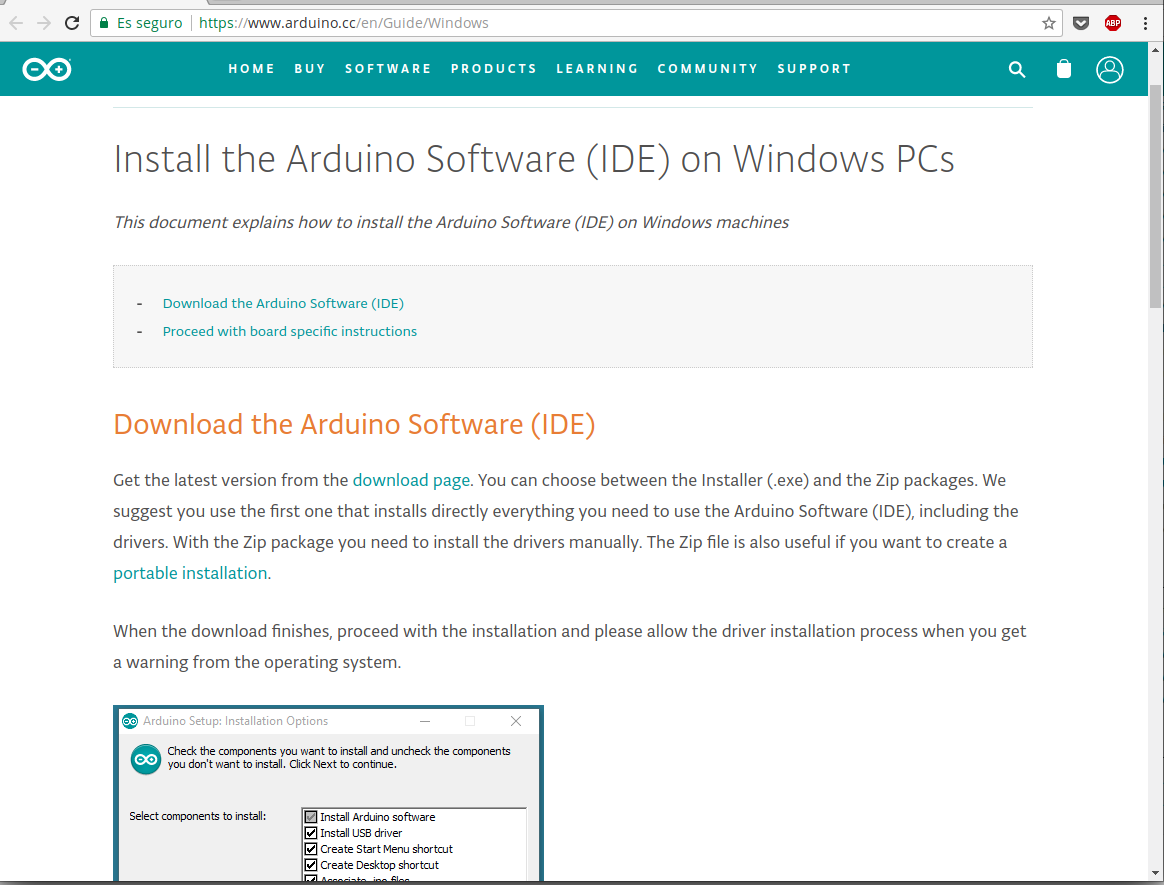 Es seguro https://www.arduino.cc/en/Guide/Windows
ABP
HOME BUY SOFTWARE PRODUCTS LEARNING COMMUNITY SUPPORT
Install the Arduino Software (IDE) on Windows PCs
This document explains how to install the Arduino Software (IDE) on Windows machines
- Download the Arduino Software (IDE)
- Proceed with board specific instructions
Download the Arduino Software (IDE)
Get the latest version from the download page. You can choose between the Installer (.exe) and the Zip packages. We
suggest you use the first one that installs directly everything you need to use the Arduino Software (IDE), including the
drivers. With the Zip package you need to install the drivers manually. The Zip file is also useful if you want to create a
portable installation.
When the download finishes, proceed with the installation and please allow the driver installation process when you get
a warning from the operating system.
Arduino Setup: Installation Options
Check the components you want to install and uncheck the components
you don't want to install. Click Next to continue.
Select components to install:
Install Arduino software
Install USB driver
Create Start Menu shortcut
Create Desktop shortcut
Associate .ino files